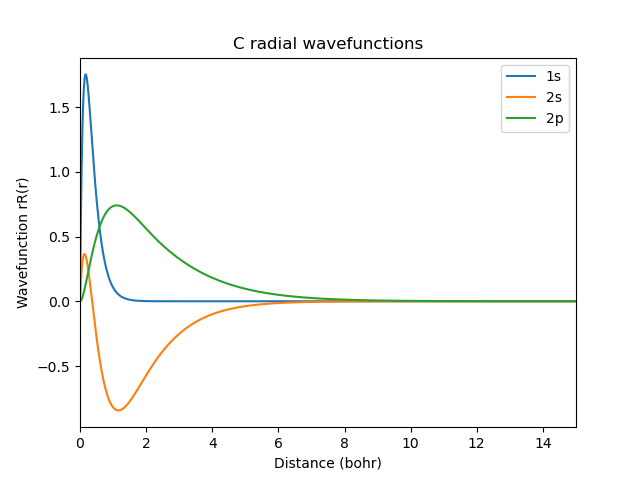 C radial wavefunctions
1s
2s
2p
1.5
1.0
0.5
0.0
−0.5
Wavefunction rR(r)
0 2 4 6 8 10 12 14
Distance (bohr)